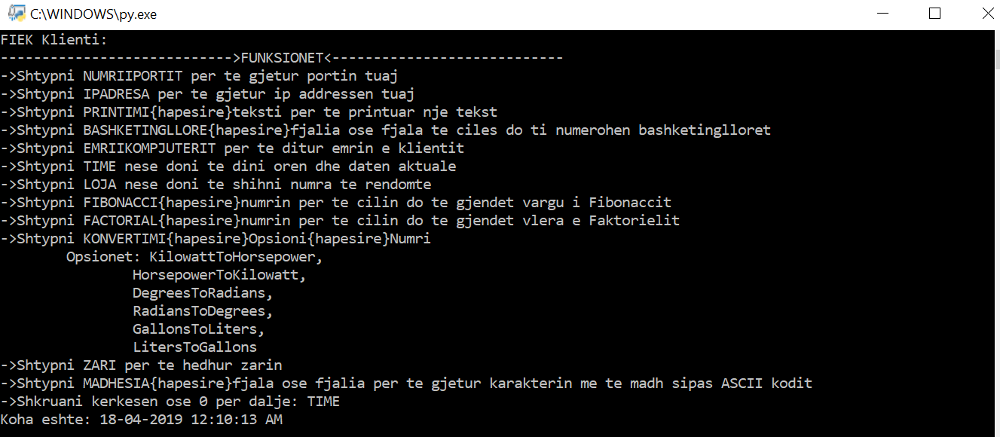 C:\WINDOWS\py.exe
FIEK Klienti:
---------------------------->FUNKSIONET<----------------------------
->Shtypni NUMRIIPORTIT per te gjetur portin tuaj
->Shtypni IPADRESA per te gjetur ip addressen tuaj
->Shtypni PRINTIMI{hapesire}teksti per te printuar nje tekst
->Shtypni BASHKETINGLLORE{hapesire}fjalia ose fjala te ciles do ti numerohen bashketinglloret
->Shtypni EMRIIKOMPJUTERIT per te ditur emrin e klientit
->Shtypni TIME nese doni te dini oren dhe daten aktuale
->Shtypni LOJA nese doni te shihni numra te rendomte
->Shtypni FIBONACCI{hapesire}numrin per te cilin do te gjendet vargu i Fibonaccit
->Shtypni FACTORIAL{hapesire}numrin per te cilin do te gjendet vlera e Faktorielit
->Shtypni KONVERTIMI{hapesire}Opsioni{hapesire}Numri
Opsionet: KilowattToHorsepower,
HorsepowerToKilowatt,
DegreesToRadians,
RadiansToDegrees,
GallonsToLiters,
LitersToGallons
->Shtypni ZARI per te hedhur zarin
->Shtypni MADHESIA{hapesire}fjala ose fjalia per te gjetur karakterin me te madh sipas ASCII kodit
->Shkruani kerkesen ose 0 per dalje: TIME
Koha eshte: 18-04-2019 12:10:13 AM